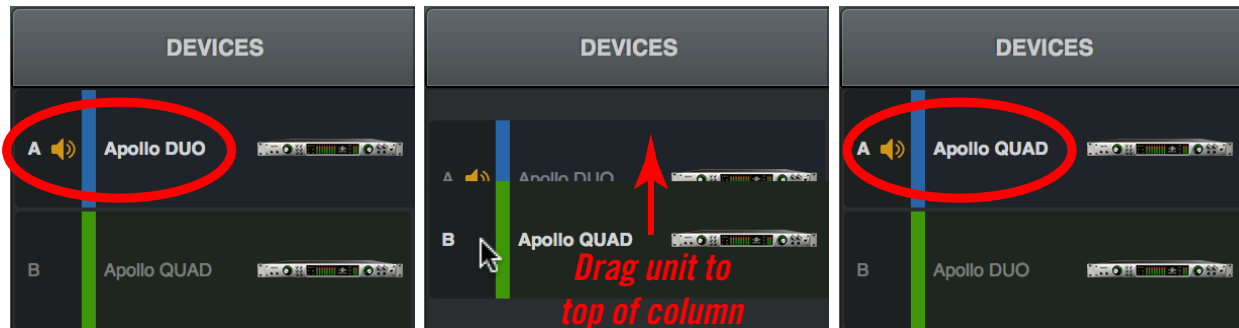 DEVICES
A Apollo DUO
B Apollo QUAD
DEVICES
A Apollo DUO
B Apollo QUAD
Drag unit to
top of column
DEVICES
A Apollo QUAD
B Apollo DUO